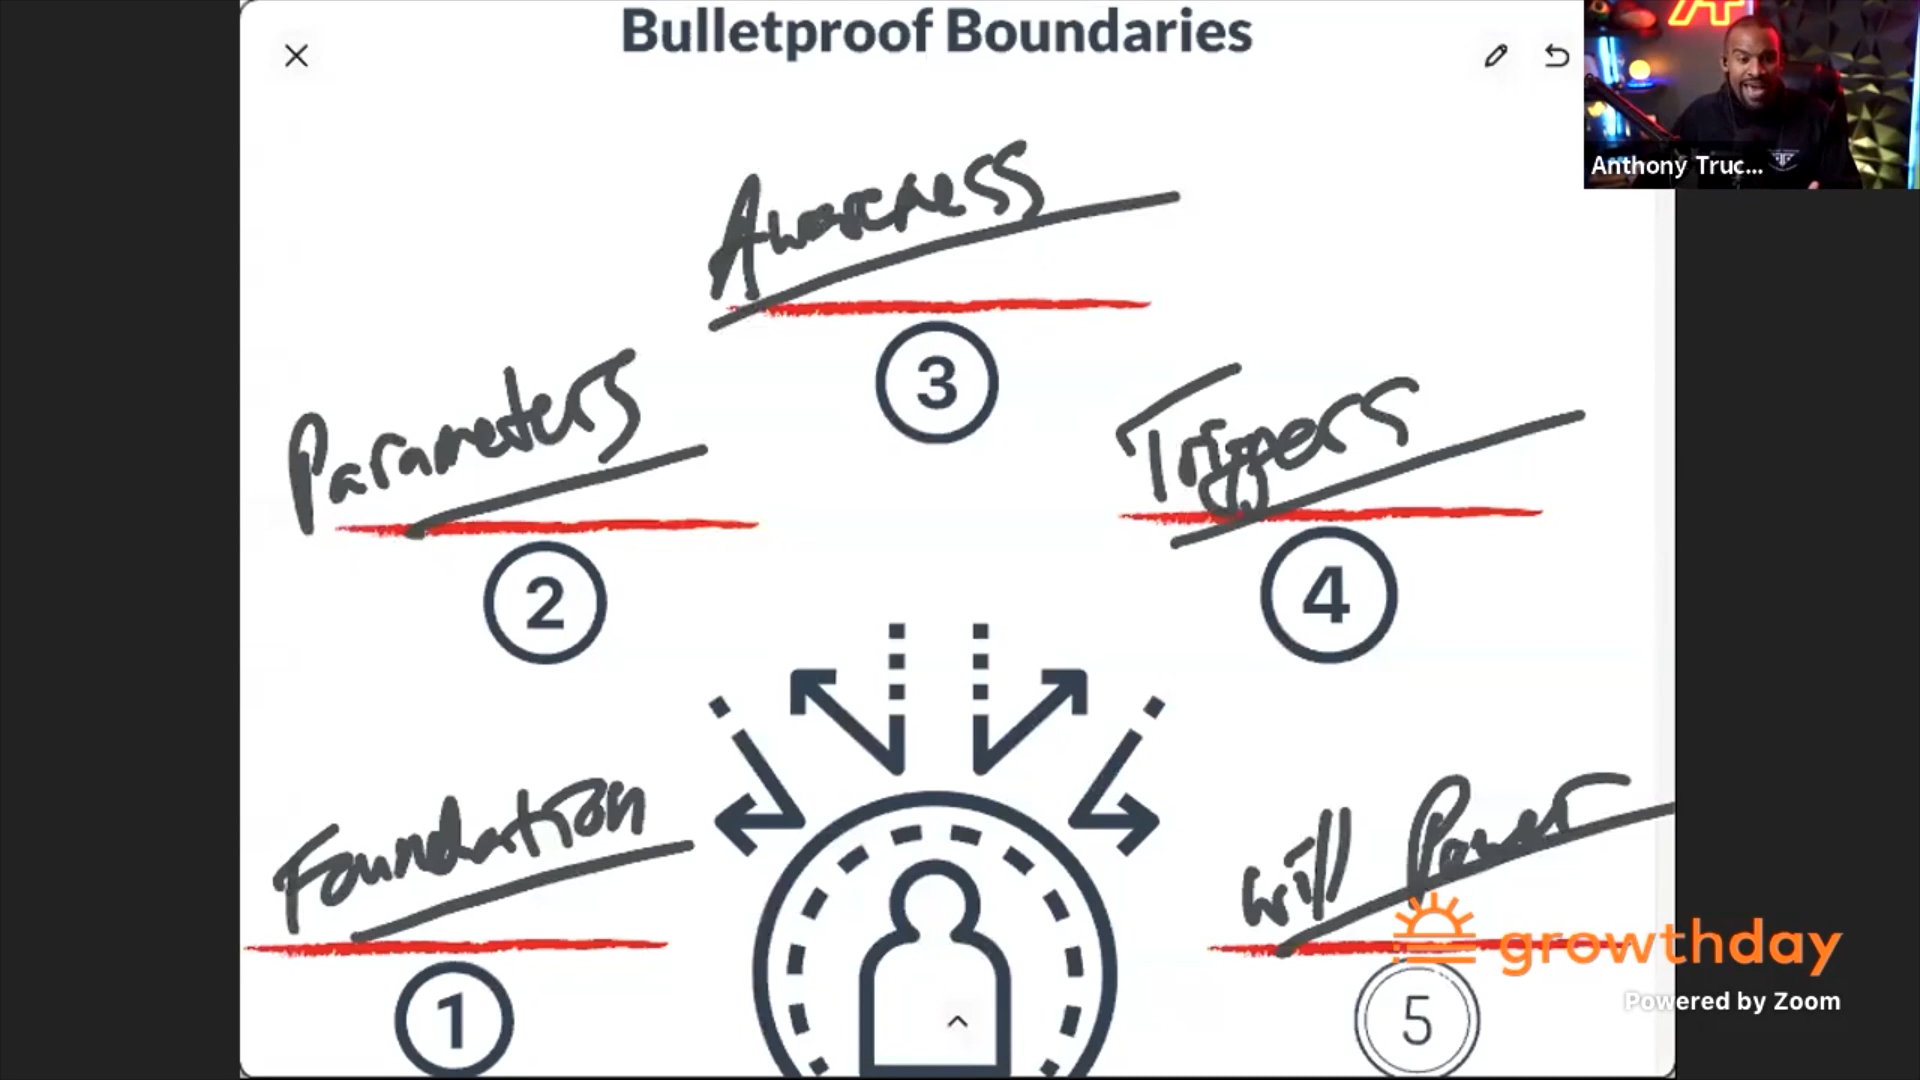 Bulletproof Boundaries
Anthony Truc...
Awareness
3
Parameters
2
Triggers
4
Foundation
1
Will Power
5
growthday
Powered by Zoom